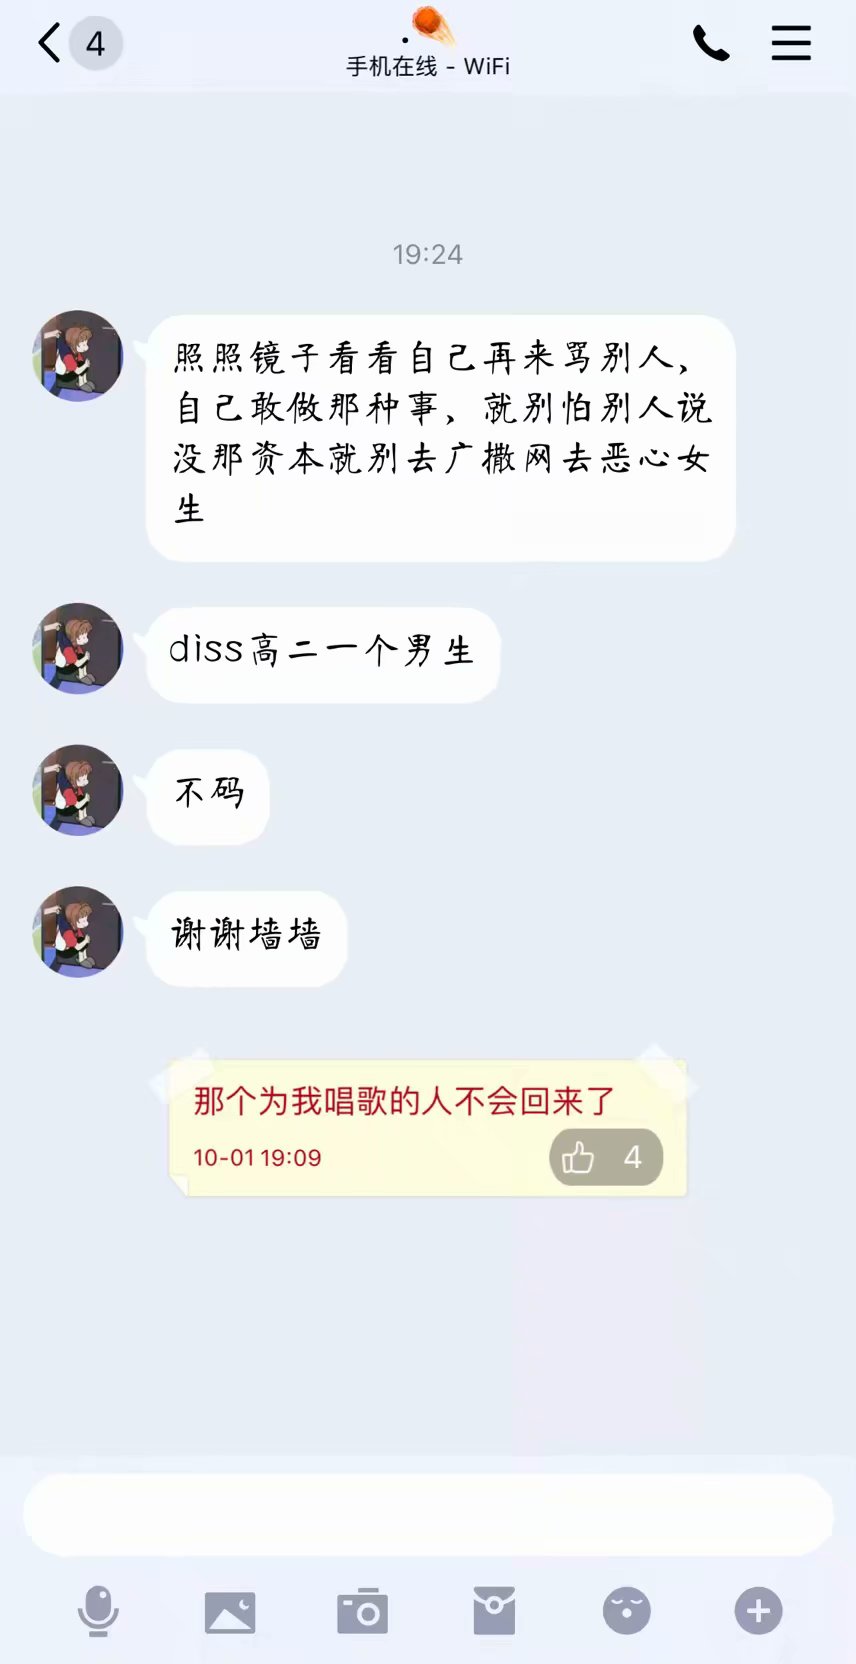 4
.
手机在线 - WiFi
19:24
照照镜子看看自己再来骂别人，
自己敢做那种事，就别怕别人说
没那资本就别去广撒网去恶心女
生
diss高二一个男生
不码
谢谢墙墙
那个为我唱歌的人不会回来了
10-01 19:09
4